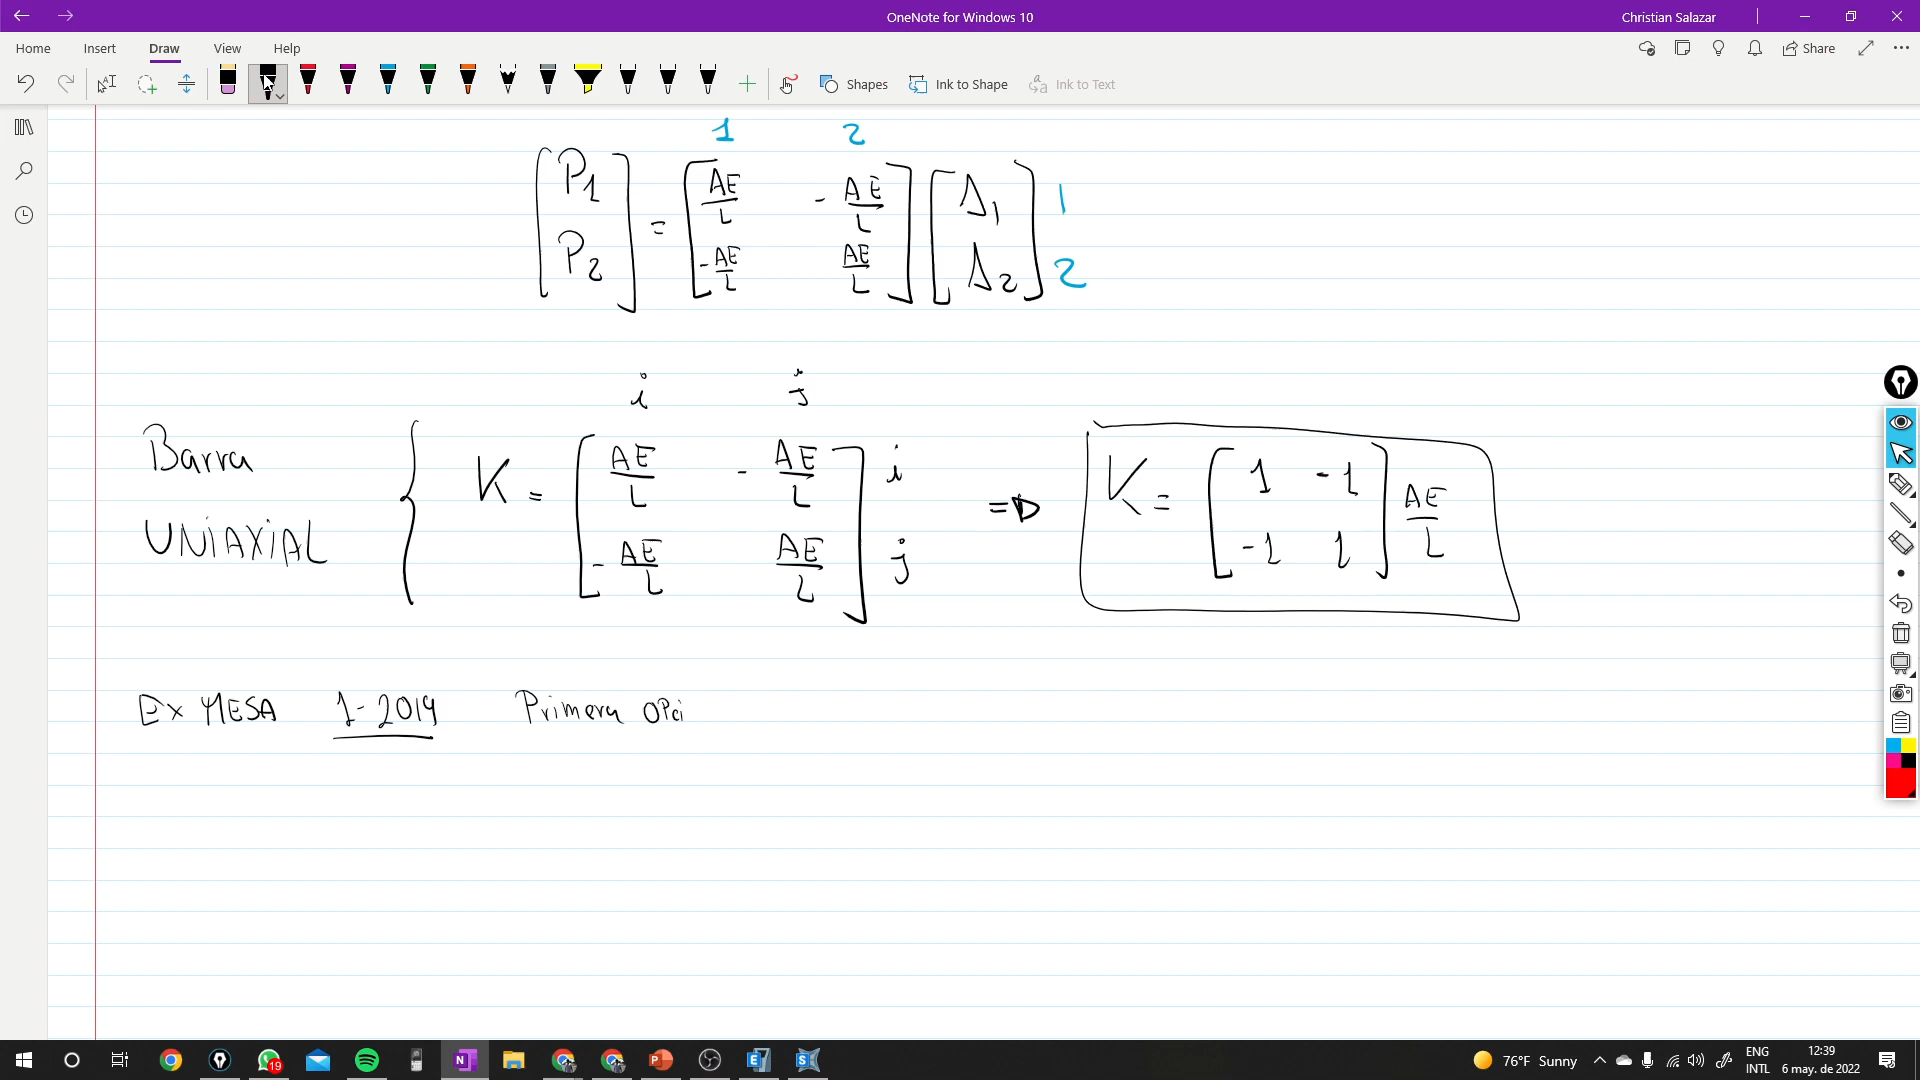 OneNote for Windows 10
Christian Salazar
Home Insert Draw View Help
Share
Shapes
Ink to Shape
Ink to Text
1 2
[P1 P2] = [AE/L -AE/L -AE/L AE/L] [Δ1 Δ2] 1 2
i j
Barra UNiAXiAL { K = [AE/L -AE/L -AE/L AE/L] i j => K = [1 -1 -1 1] AE/L
Ex MESA 1-2019 Primera OPci
19
76°F Sunny
ENG
INTL
12:39
6 may. de 2022